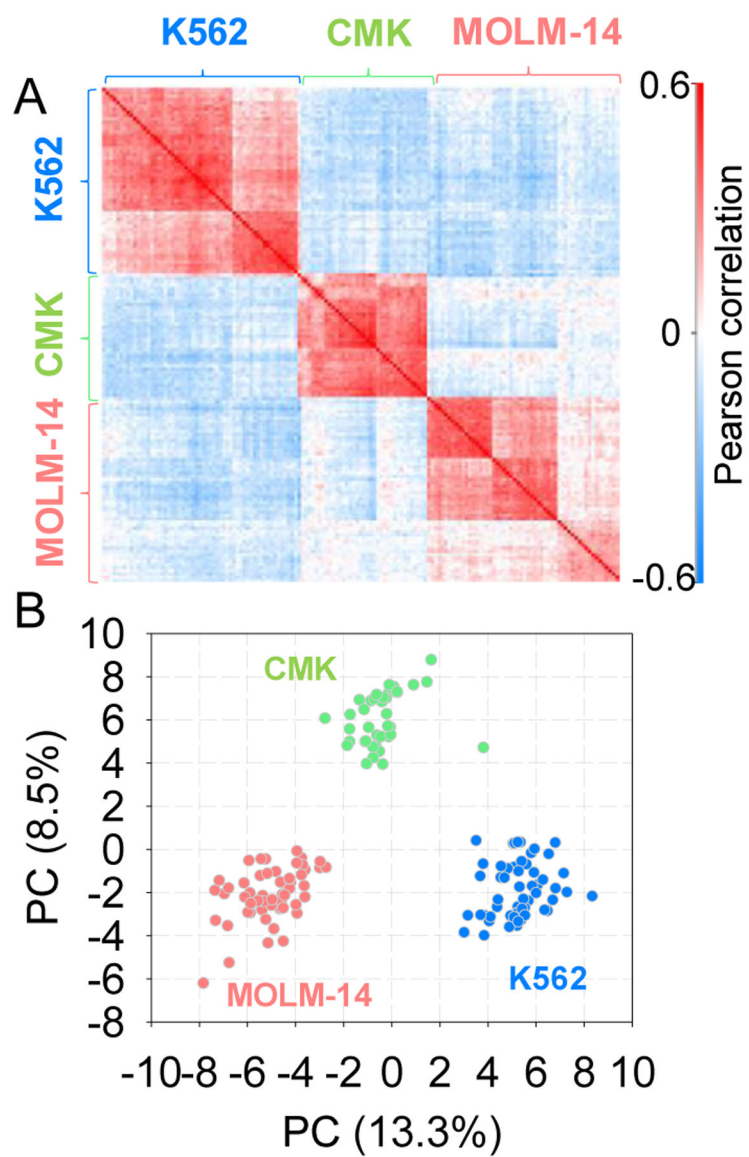 K562 CMK MOLM-14
A
K562
CMK
MOLM-14
0.6
0
-0.6
Pearson correlation
B
10
8
6
4
2
0
-2
-4
-6
-8
PC (8.5%)
CMK
MOLM-14
K562
-10 -8 -6 -4 -2 0 2 4 6 8 10
PC (13.3%)